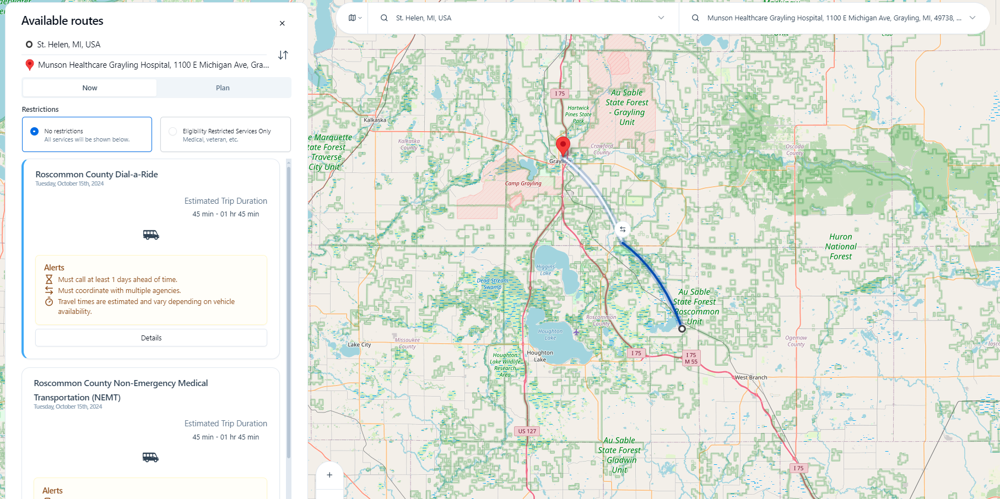 Available routes
St. Helen, MI, USA
Munson Healthcare Grayling Hospital, 1100 E Michigan Ave, Gra...
Now
Plan
Restrictions
No restrictions
All services will be shown below.
Eligibility Restricted Services Only
Medical, veteran, etc.
Roscommon County Dial-a-Ride
Tuesday, October 15th, 2024
Estimated Trip Duration
45 min - 01 hr 45 min
Alerts
Must call at least 1 days ahead of time.
Must coordinate with multiple agencies.
Travel times are estimated and vary depending on vehicle
availability.
Details
Roscommon County Non-Emergency Medical
Transportation (NEMT)
Tuesday, October 15th, 2024
Estimated Trip Duration
45 min - 01 hr 45 min
Alerts
St. Helen, MI, USA
Munson Healthcare Grayling Hospital, 1100 E Michigan Ave, Grayling, MI, 49738, ...
I 75
Au Sable
State Forest
- Grayling
Unit
Hartwick
Pines State
Park
Kalkaska
Kalkaska
County
e Marquette
tate Forest
Traverse
City Unit
Crawford
County
Oscoda
County
Grayling
Camp Grayling
Huron
National
Forest
Higgins
Lake
Dead Stream
Swamp
Au Sable
State Forest
Roscommon
Unit
Roscommon
County
Houghton
Lake
Missaukee
County
Lake City
Ogemaw
County
Houghton
Lake
Houghton
Lake Wildlife
Research
Area
I 75
I 75
M 55
West Branch
US 127
Au Sable
State Forest
Gladwin
Unit
I 75
+